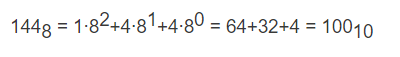 144₈ = 1·8²+4·8¹+4·8⁰ = 64+32+4 = 100₁₀